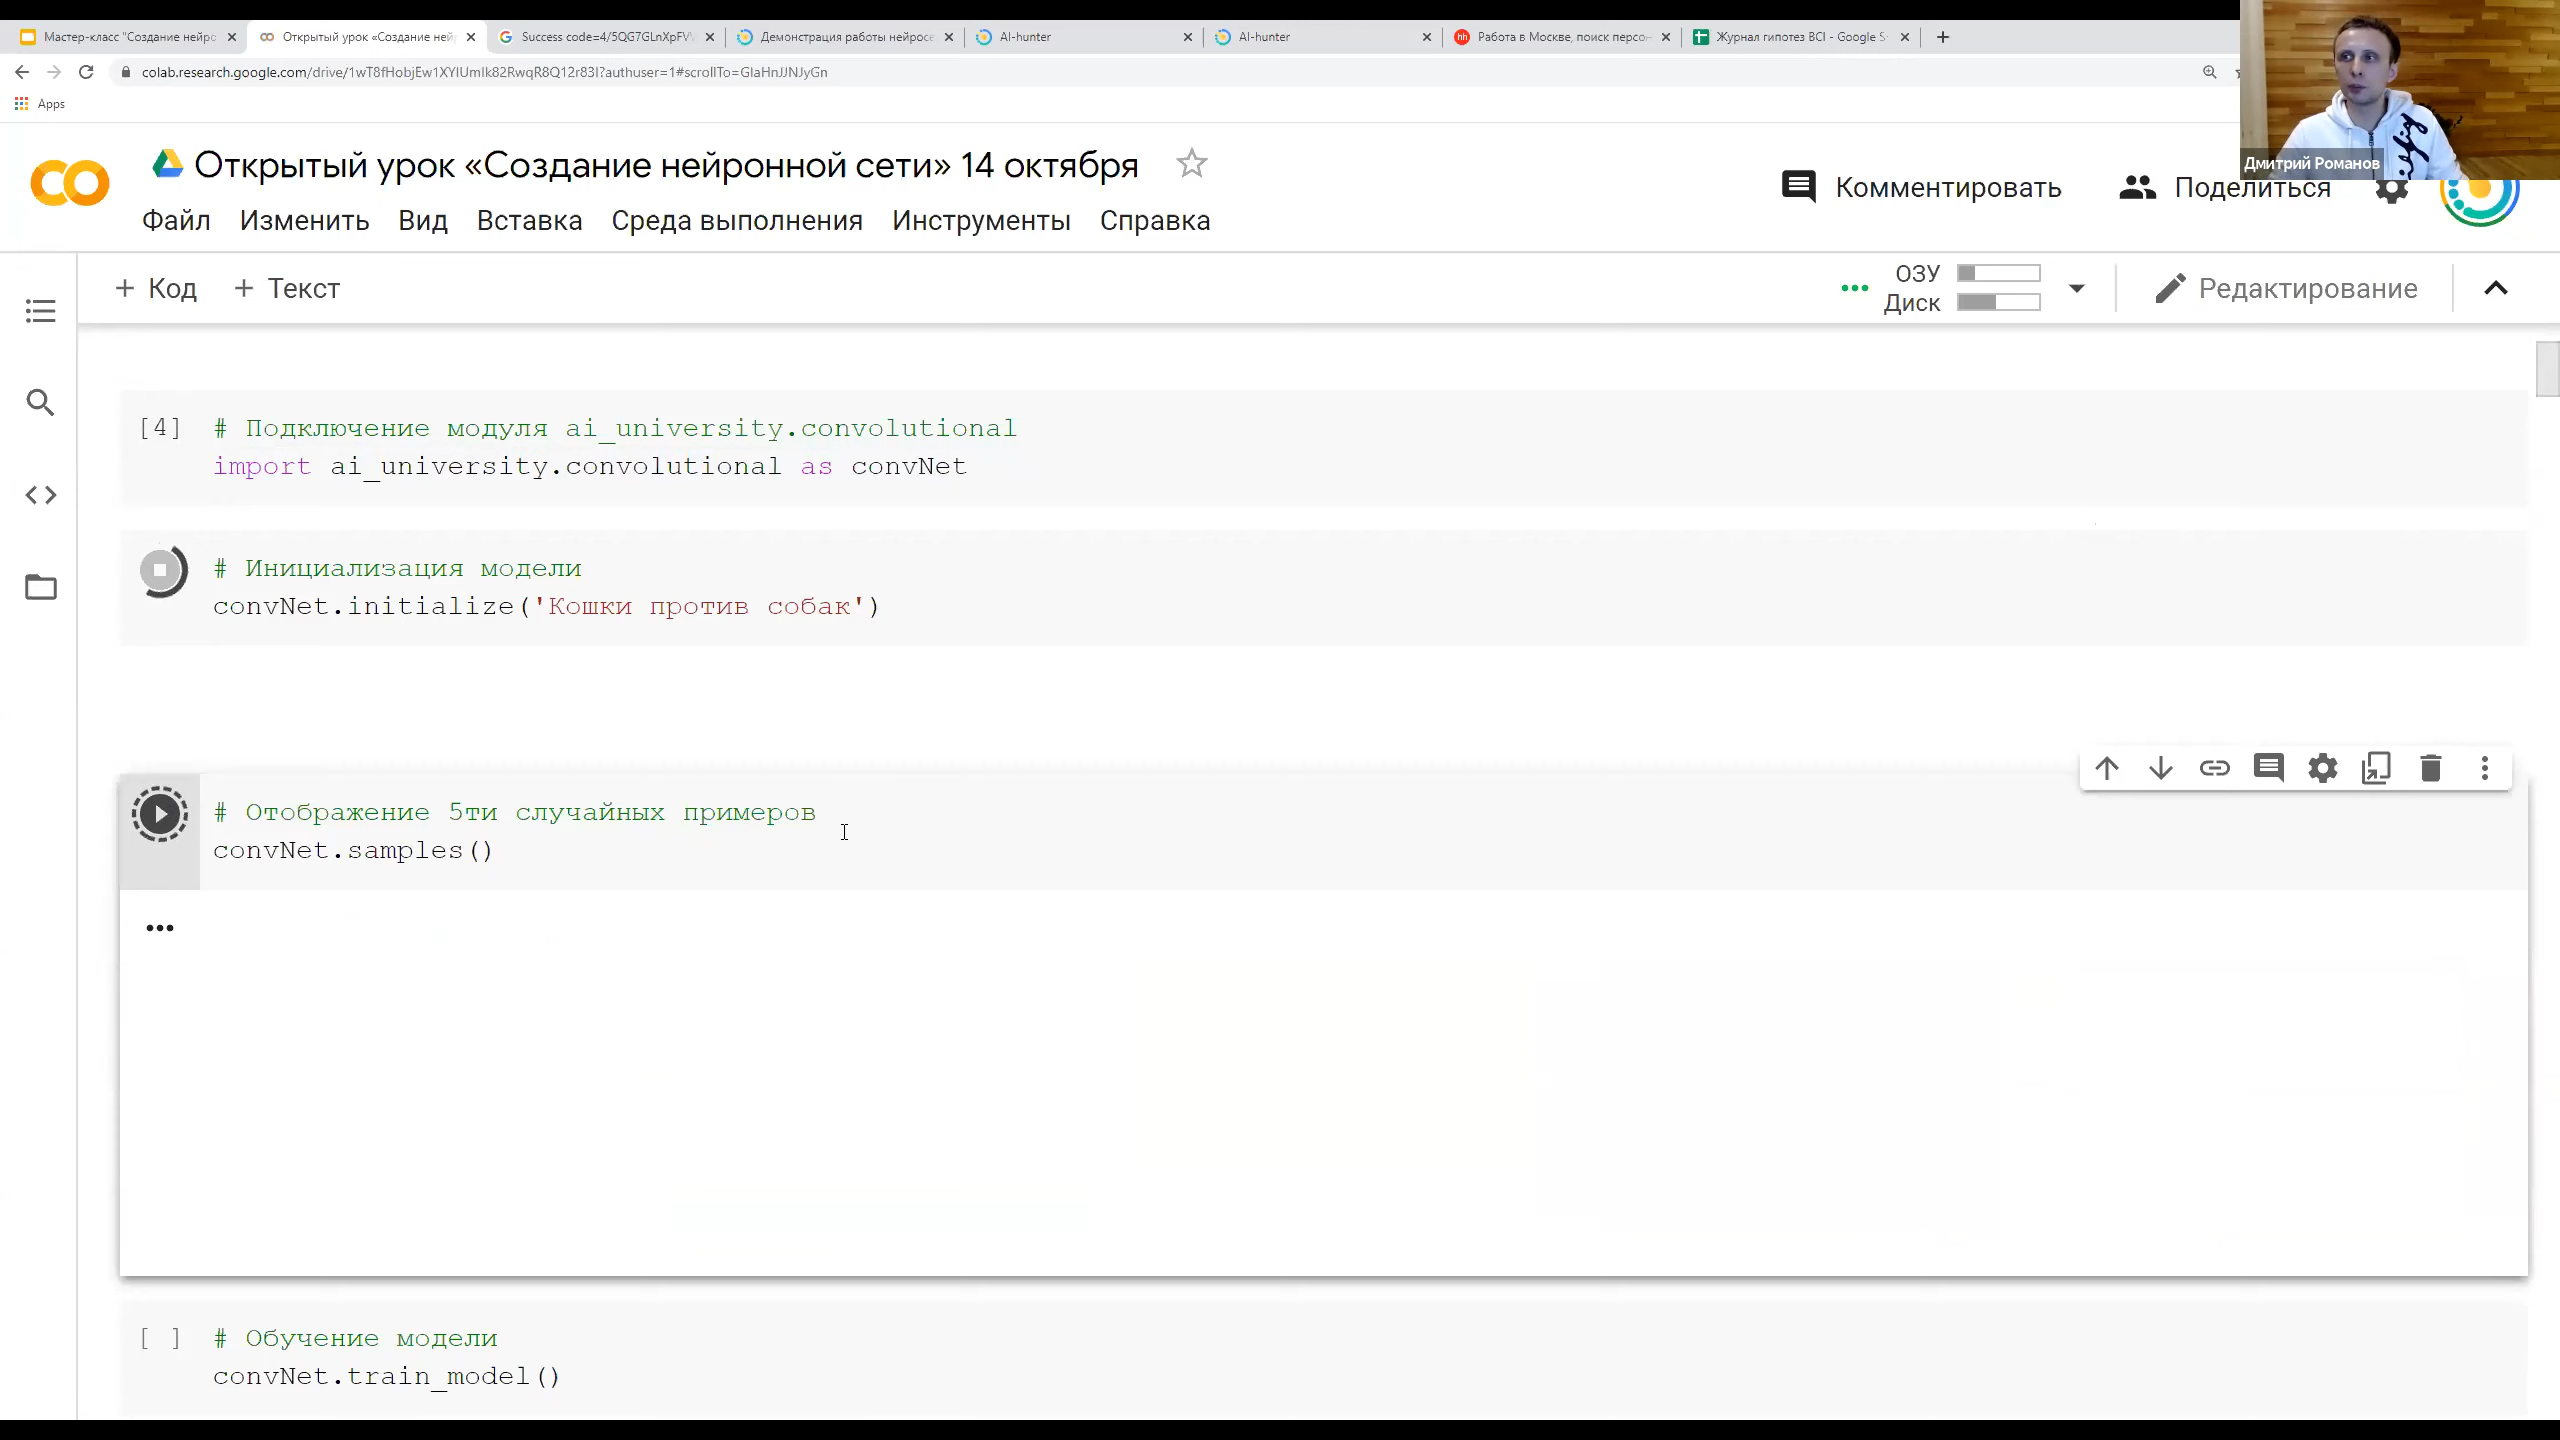 Мастер-класс "Создание нейро
Открытый урок «Создание ней
Success code=4/5QG7GLnXpFV
Демонстрация работы нейросе
AI-hunter
AI-hunter
hh
Работа в Москве, поиск персо
Журнал гипотез BCI - Google S
colab.research.google.com/drive/1wT8fHobjEw1XYlUmIk82RwqR8Q12r83I?authuser=1#scrollTo=GlaHnJJNJyGn
Apps
Дмитрий Романов
Открытый урок «Создание нейронной сети» 14 октября
Комментировать
Поделиться
Файл Изменить Вид Вставка Среда выполнения Инструменты Справка
+ Код + Текст
ОЗУ
Диск
Редактирование
[4] # Подключение модуля ai_university.convolutional
import ai_university.convolutional as convNet
# Инициализация модели
convNet.initialize('Кошки против собак')
# Отображение 5ти случайных примеров
convNet.samples()
[ ] # Обучение модели
convNet.train_model()